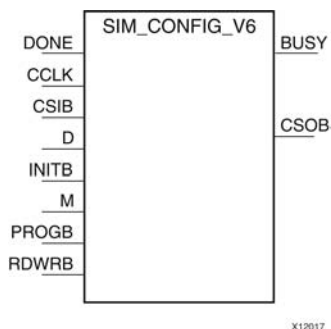 SIM_CONFIG_V6
DONE
BUSY
CCLK
CSIB
CSOB
D
INITB
M
PROGB
RDWRB
X12017